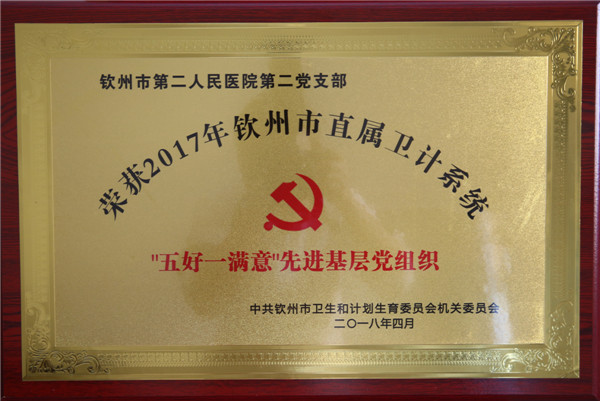 钦州市第二人民医院第二党支部
荣获2017年钦州市直属卫计系统
"五好一满意"先进基层党组织
中共钦州市卫生和计划生育委员会机关委员会
二〇一八年四月